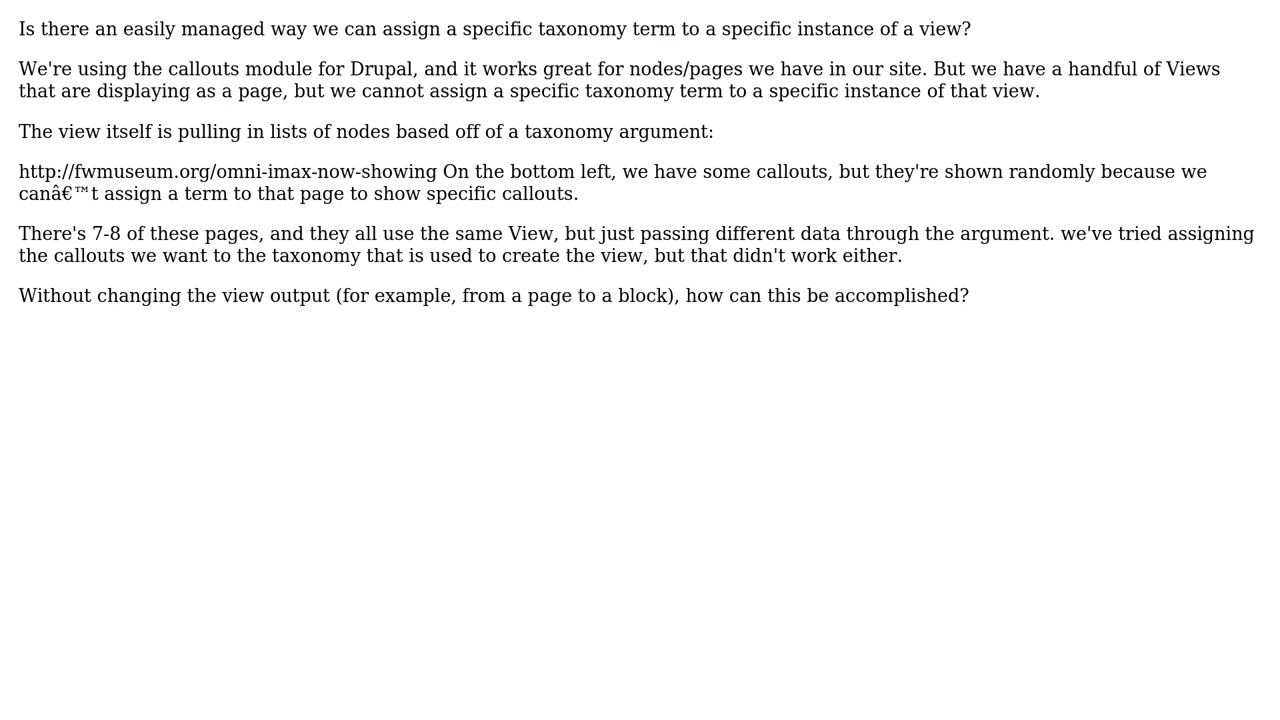 Is there an easily managed way we can assign a specific taxonomy term to a specific instance of a view?
We're using the callouts module for Drupal, and it works great for nodes/pages we have in our site. But we have a handful of Views
that are displaying as a page, but we cannot assign a specific taxonomy term to a specific instance of that view.
The view itself is pulling in lists of nodes based off of a taxonomy argument:
http://fwmuseum.org/omni-imax-now-showing On the bottom left, we have some callouts, but they're shown randomly because we
canâ€™t assign a term to that page to show specific callouts.
There's 7-8 of these pages, and they all use the same View, but just passing different data through the argument. we've tried assigning
the callouts we want to the taxonomy that is used to create the view, but that didn't work either.
Without changing the view output (for example, from a page to a block), how can this be accomplished?